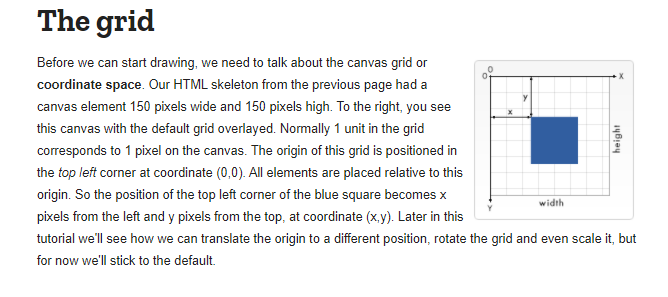 The grid
Before we can start drawing, we need to talk about the canvas grid or
coordinate space. Our HTML skeleton from the previous page had a
canvas element 150 pixels wide and 150 pixels high. To the right, you see
this canvas with the default grid overlayed. Normally 1 unit in the grid
corresponds to 1 pixel on the canvas. The origin of this grid is positioned in
the top left corner at coordinate (0,0). All elements are placed relative to this
origin. So the position of the top left corner of the blue square becomes x
pixels from the left and y pixels from the top, at coordinate (x,y). Later in this
tutorial we'll see how we can translate the origin to a different position, rotate the grid and even scale it, but
for now we'll stick to the default.
0
0
X
y
x
height
width
Y